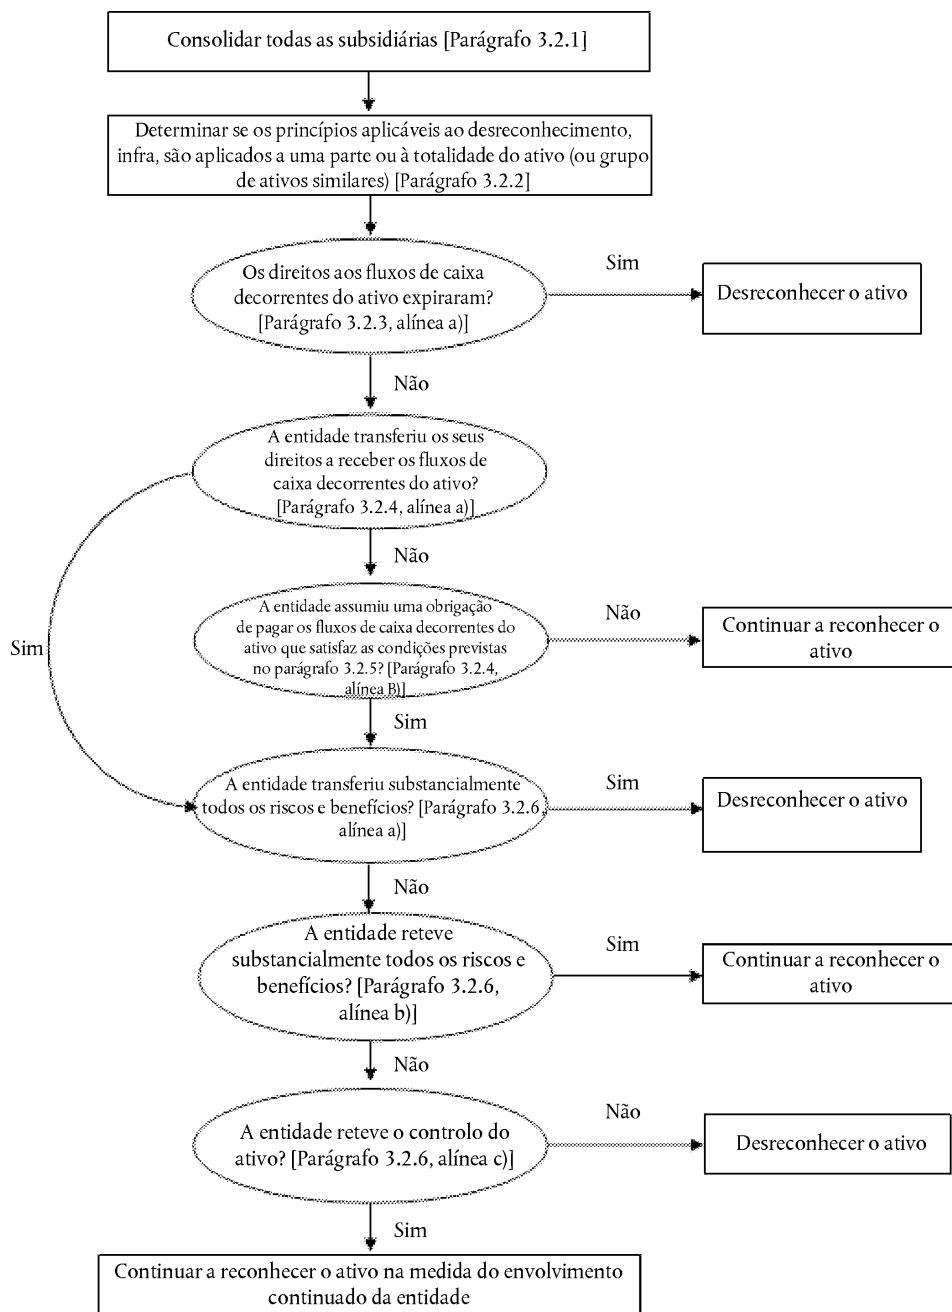 Consolidar todas as subsidiárias [Parágrafo 3.2.1]
Determinar se os princípios aplicáveis ao desreconhecimento,
infra, são aplicados a uma parte ou à totalidade do ativo (ou grupo
de ativos similares) [Parágrafo 3.2.2]
Os direitos aos fluxos de caixa
decorrentes do ativo expiraram?
[Parágrafo 3.2.3, alínea a)]
Sim
Desreconhecer o ativo
Não
A entidade transferiu os seus
direitos a receber os fluxos de
caixa decorrentes do ativo?
[Parágrafo 3.2.4, alínea a)]
Sim
Não
A entidade assumiu uma obrigação
de pagar os fluxos de caixa decorrentes do
ativo que satisfaz as condições previstas
no parágrafo 3.2.5? [Parágrafo 3.2.4,
alínea B)]
Não
Continuar a reconhecer o
ativo
Sim
A entidade transferiu substancialmente
todos os riscos e benefícios? [Parágrafo 3.2.6,
alínea a)]
Sim
Desreconhecer o ativo
Não
A entidade reteve
substancialmente todos os riscos e
benefícios? [Parágrafo 3.2.6,
alínea b)]
Sim
Continuar a reconhecer o
ativo
Não
A entidade reteve o controlo do
ativo? [Parágrafo 3.2.6, alínea c)]
Não
Desreconhecer o ativo
Sim
Continuar a reconhecer o ativo na medida do envolvimento
continuado da entidade